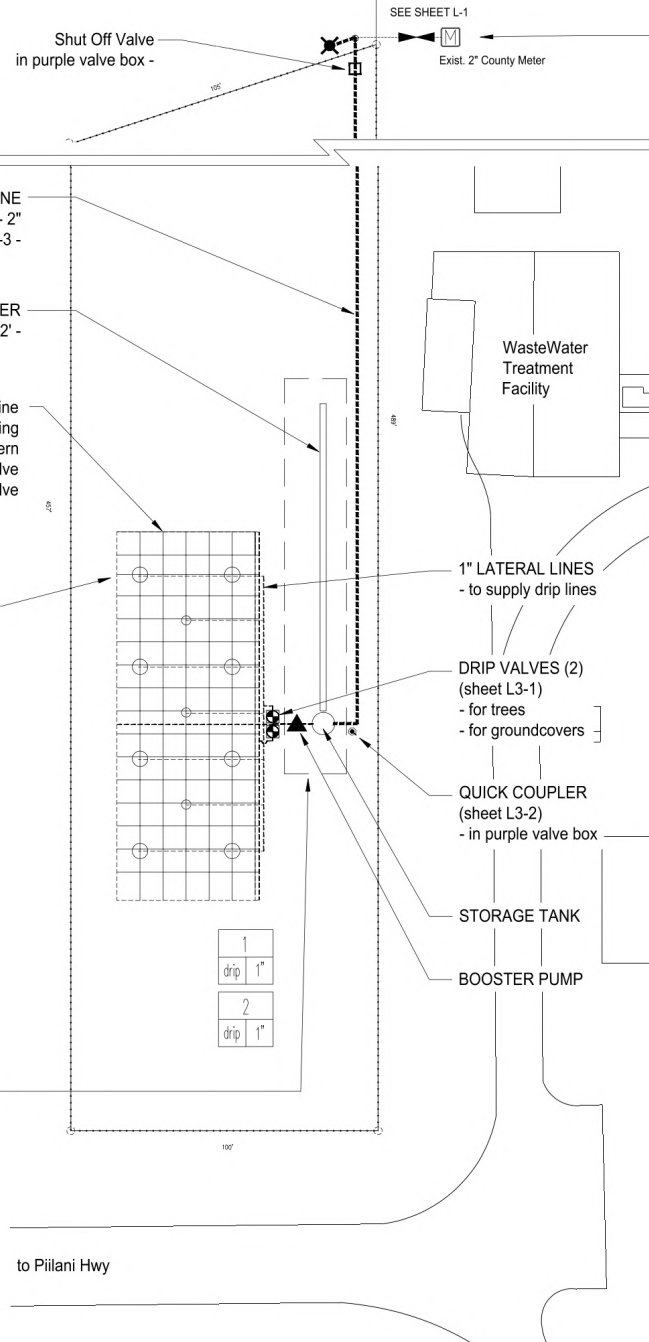 SEE SHEET L-1
Shut Off Valve
in purple valve box -
M
Exist. 2" County Meter
105'
NE
- 2"
-3 -
ER
2' -
WasteWater
Treatment
Facility
ine
ing
ern
lve
lve
489'
457'
1" LATERAL LINES
- to supply drip lines
DRIP VALVES (2)
(sheet L3-1)
- for trees
- for groundcovers
QUICK COUPLER
(sheet L3-2)
- in purple valve box
STORAGE TANK
1
drip 1"
BOOSTER PUMP
2
drip 1"
100'
to Piilani Hwy